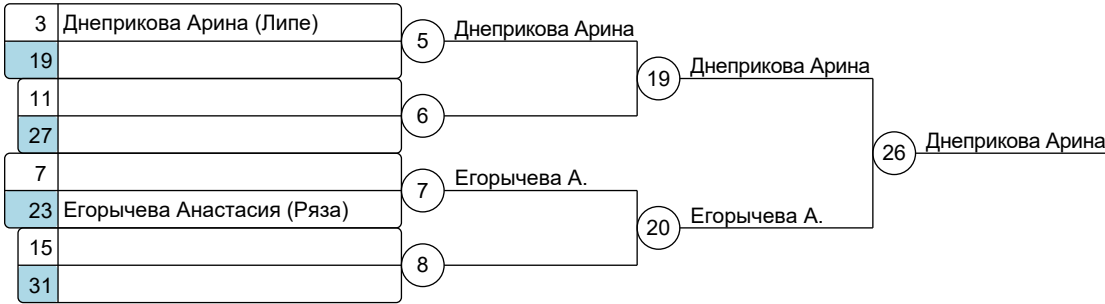 3 Днеприкова Арина (Липе)
19
11
27
7
23 Егорычева Анастасия (Ряза)
15
31
5 Днеприкова Арина
6
7 Егорычева А.
8
19 Днеприкова Арина
20 Егорычева А.
26 Днеприкова Арина